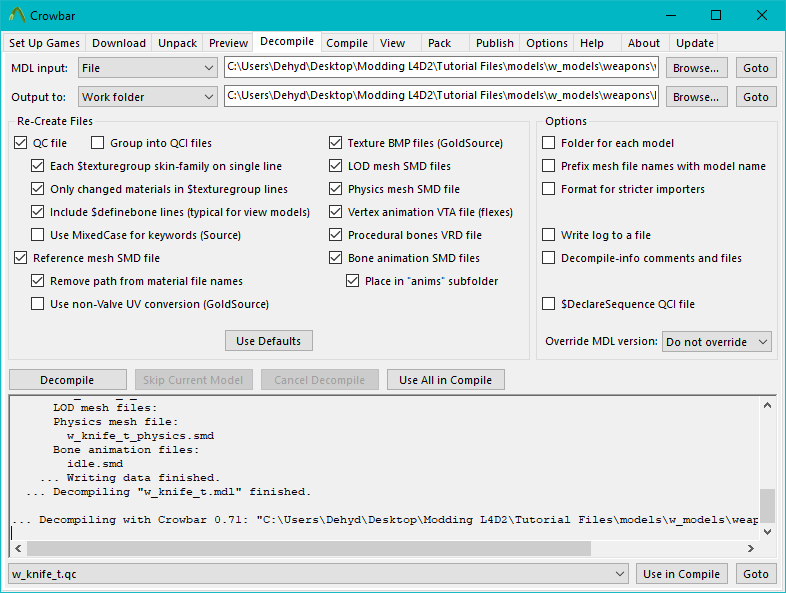 Crowbar
Set Up Games Download Unpack Preview Decompile Compile View Pack Publish Options Help About Update
MDL input: File C:\Users\Dehyd\Desktop\Modding L4D2\Tutorial Files\models\w_models\weapons\ Browse... Goto
Output to: Work folder C:\Users\Dehyd\Desktop\Modding L4D2\Tutorial Files\models\w_models\weapons\ Browse... Goto
Re-Create Files
Options
QC file Group into QCI files Texture BMP files (GoldSource) Folder for each model
Each $texturegroup skin-family on single line LOD mesh SMD files Prefix mesh file names with model name
Only changed materials in $texturegroup lines Physics mesh SMD file Format for stricter importers
Include $definebone lines (typical for view models) Vertex animation VTA file (flexes)
Use MixedCase for keywords (Source) Procedural bones VRD file Write log to a file
Reference mesh SMD file Bone animation SMD files Decompile-info comments and files
Remove path from material file names Place in "anims" subfolder
Use non-Valve UV conversion (GoldSource) $DeclareSequence QCI file
Use Defaults Override MDL version: Do not override
Decompile Skip Current Model Cancel Decompile Use All in Compile
LOD mesh files:
Physics mesh file:
w_knife_t_physics.smd
Bone animation files:
idle.smd
... Writing data finished.
... Decompiling "w_knife_t.mdl" finished.
... Decompiling with Crowbar 0.71: "C:\Users\Dehyd\Desktop\Modding L4D2\Tutorial Files\models\w_models\weap
w_knife_t.qc Use in Compile Goto